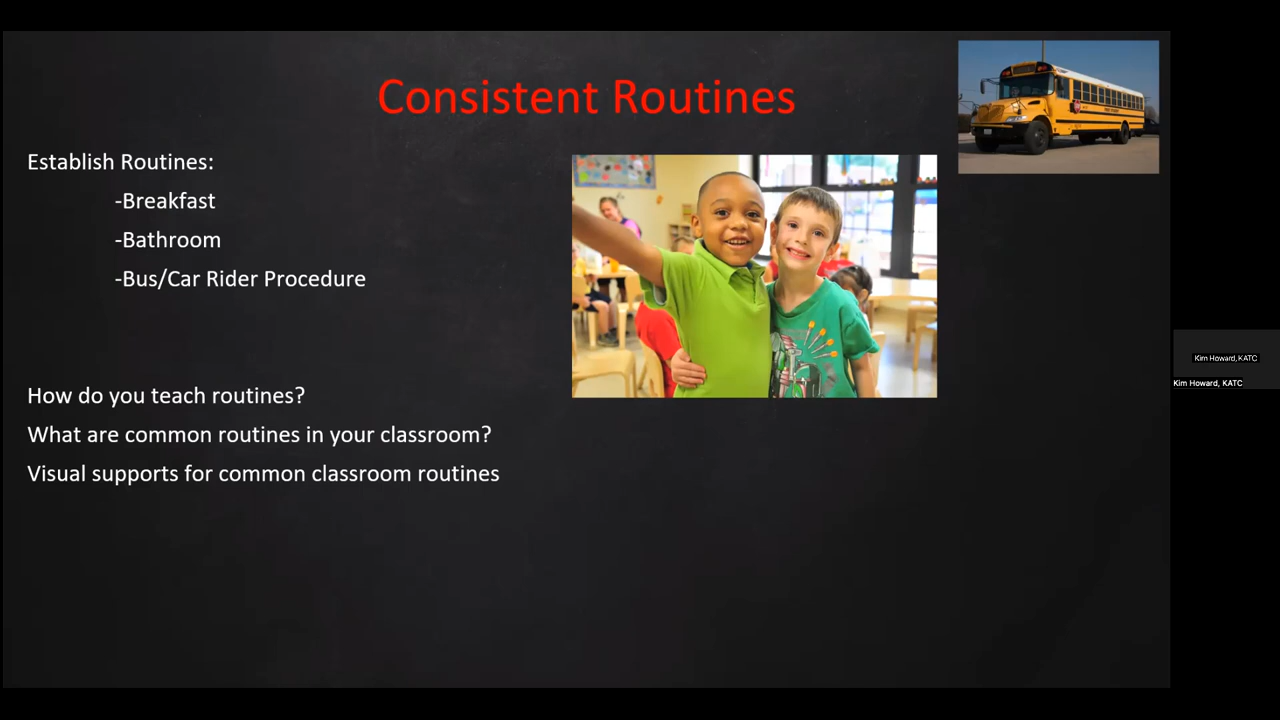 Consistent Routines
Establish Routines:
-Breakfast
-Bathroom
-Bus/Car Rider Procedure
How do you teach routines?
What are common routines in your classroom?
Visual supports for common classroom routines
Kim Howard, KATC
Kim Howard, KATC